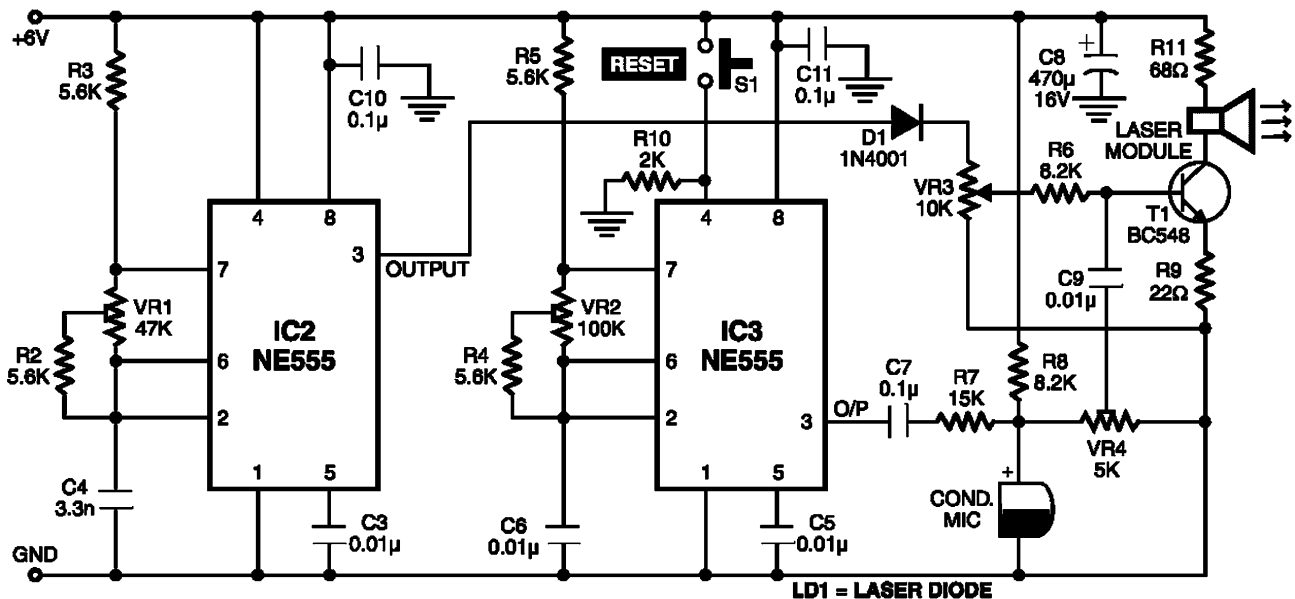 +6V
R3
5.6K
C10
0.1µ
R5
5.6K
RESET
S1
C11
0.1µ
C8
470µ
16V
+
R11
68Ω
LASER
MODULE
R10
2K
D1
1N4001
VR3
10K
R6
8.2K
T1
BC548
4
8
3
OUTPUT
7
VR1
47K
R2
5.6K
IC2
NE555
6
2
1
5
C4
3.3n
C3
0.01µ
4
8
7
VR2
100K
R4
5.6K
IC3
NE555
6
2
3
O/P
1
5
C6
0.01µ
C5
0.01µ
C9
0.01µ
R9
22Ω
C7
0.1µ
R7
15K
R8
8.2K
VR4
5K
+
COND.
MIC
GND
LD1 = LASER DIODE